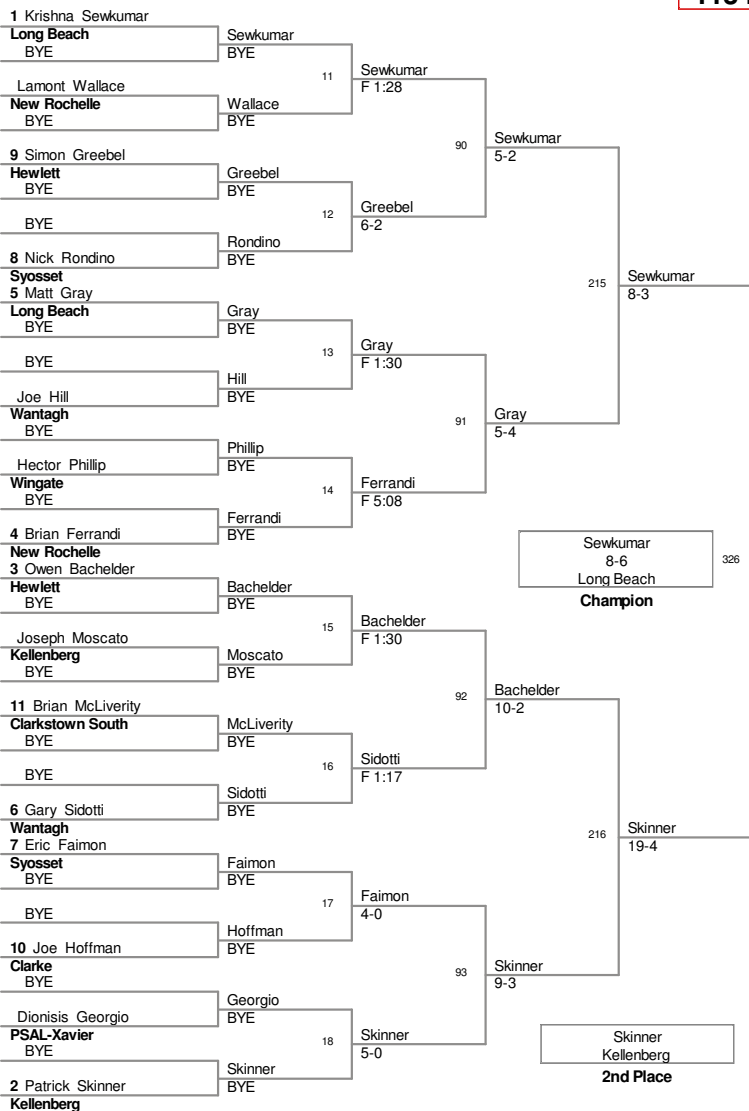 1 Krishna Sewkumar
Long Beach
BYE
Lamont Wallace
New Rochelle
BYE
9 Simon Greebel
Hewlett
BYE
BYE
8 Nick Rondino
Syosset
5 Matt Gray
Long Beach
BYE
BYE
Joe Hill
Wantagh
BYE
Hector Phillip
Wingate
BYE
4 Brian Ferrandi
New Rochelle
3 Owen Bachelder
Hewlett
BYE
Joseph Moscato
Kellenberg
BYE
11 Brian McLiverity
Clarkstown South
BYE
BYE
6 Gary Sidotti
Wantagh
7 Eric Faimon
Syosset
BYE
BYE
10 Joe Hoffman
Clarke
BYE
Dionisis Georgio
PSAL-Xavier
BYE
2 Patrick Skinner
Kellenberg
Sewkumar
BYE
11
Wallace
BYE
Greebel
BYE
12
Rondino
BYE
Gray
BYE
13
Hill
BYE
Phillip
BYE
14
Ferrandi
BYE
Bachelder
BYE
15
Moscato
BYE
McLiverity
BYE
16
Sidotti
BYE
Faimon
BYE
17
Hoffman
BYE
Georgio
BYE
18
Skinner
BYE
Sewkumar
F 1:28
90
Greebel
6-2
Gray
F 1:30
91
Ferrandi
F 5:08
Bachelder
F 1:30
92
Sidotti
F 1:17
Faimon
4-0
93
Skinner
5-0
Sewkumar
5-2
215
Gray
5-4
Bachelder
10-2
216
Skinner
9-3
Sewkumar
8-3
Skinner
19-4
Sewkumar
8-6
Long Beach
326
Champion
Skinner
Kellenberg
2nd Place